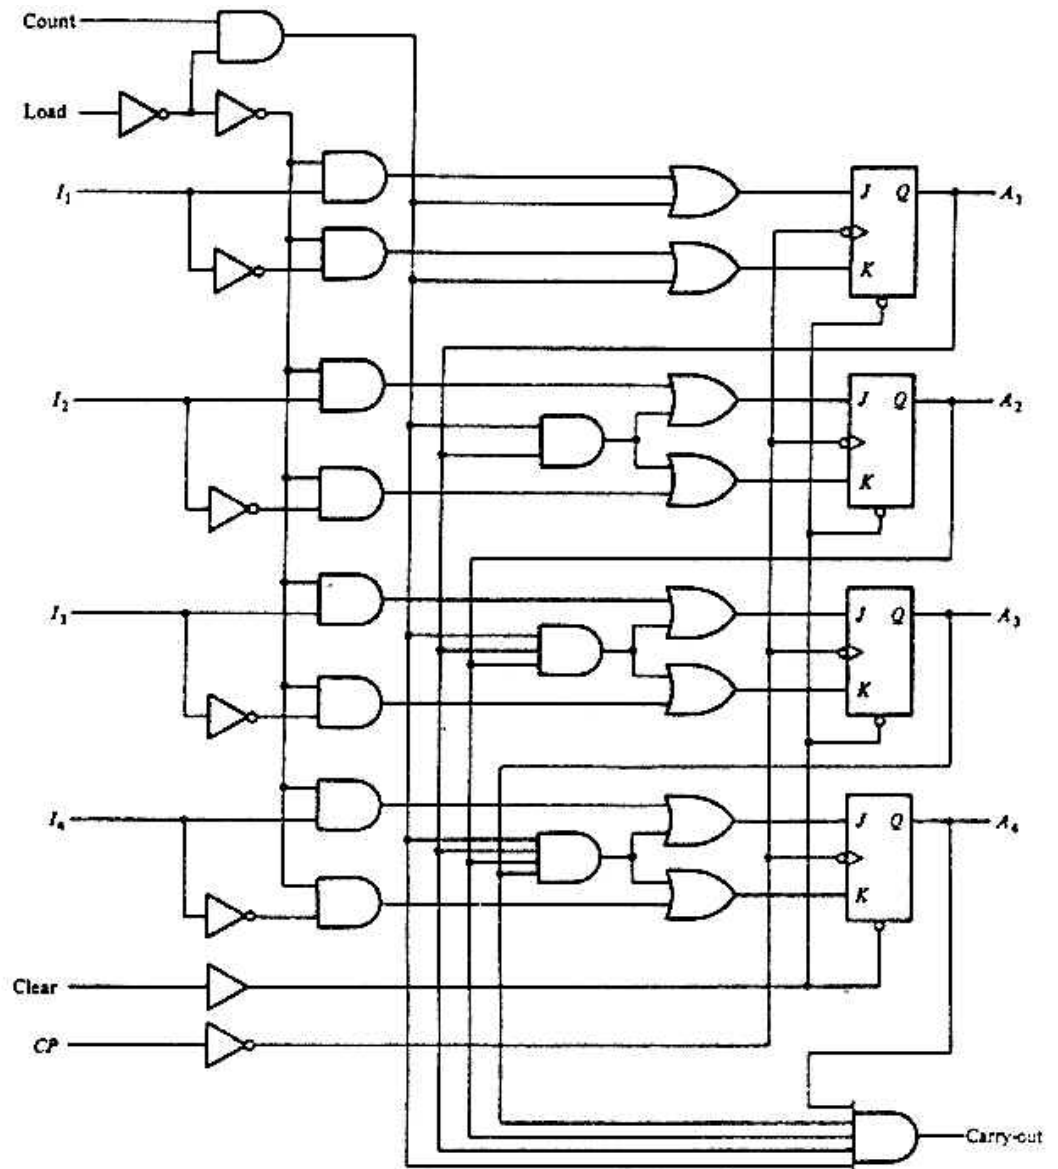 Count
Load
I₁
J Q A₁
K
I₂
J Q A₂
K
I₃
J Q A₃
K
I₄
J Q A₄
K
Clear
CP
Carry-out